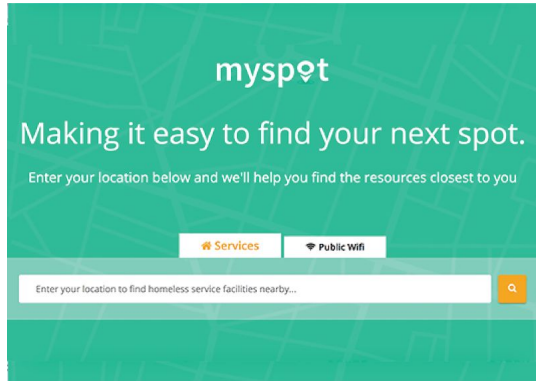 myspot
Making it easy to find your next spot.
Enter your location below and we'll help you find the resources closest to you
Services
Public Wifi
Enter your location to find homeless service facilities nearby...